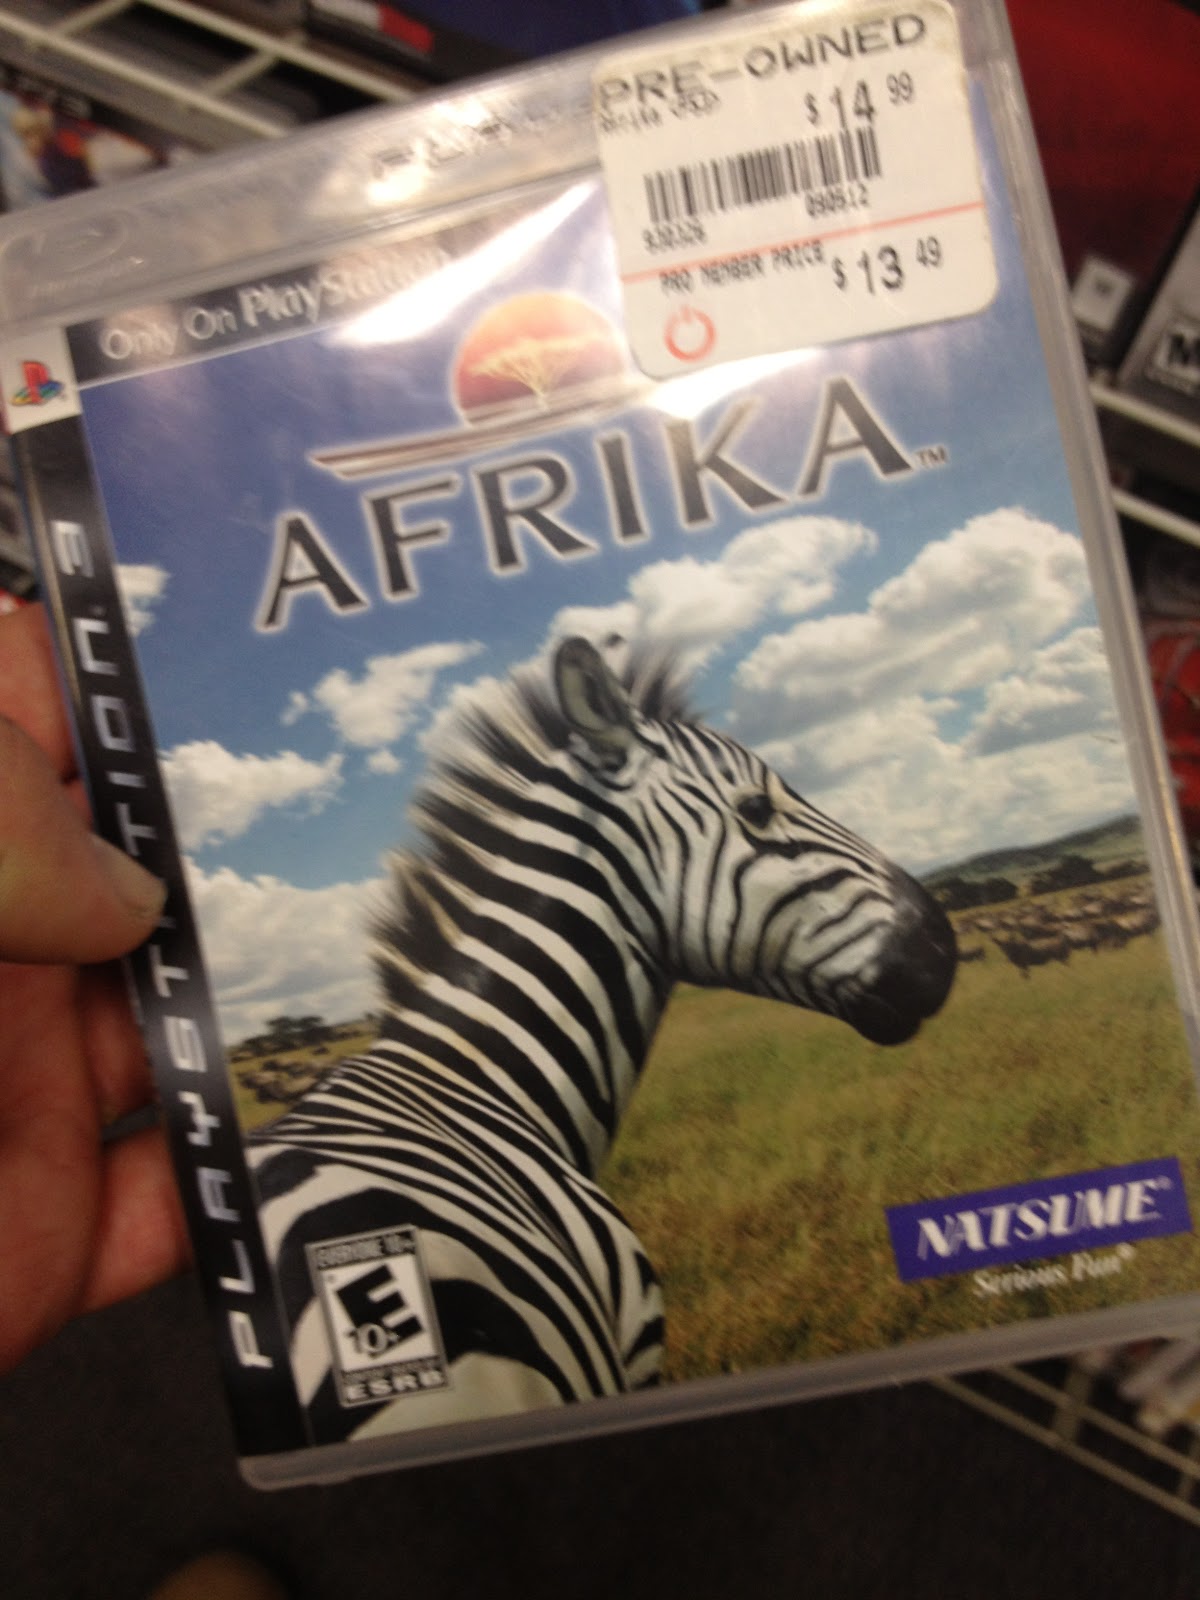 PRE-OWNED
$ 14 99
090512
PRO MEMBER PRICE $ 13 49
Only On PlayStation
AFRIKA™
PLAYSTATION 3
NATSUME®
Serious Fun®
EVERYONE 10+
E
10+
ESRB
M